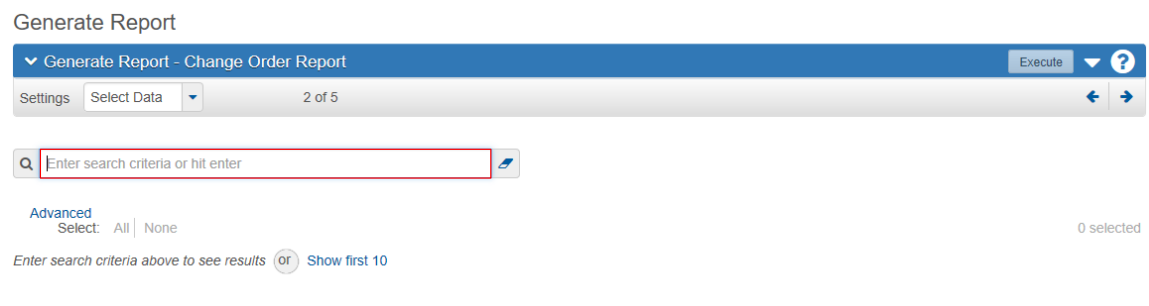 Generate Report
Generate Report - Change Order Report Execute ?
Settings Select Data 2 of 5
Enter search criteria or hit enter
Advanced
Select: All None 0 selected
Enter search criteria above to see results or Show first 10